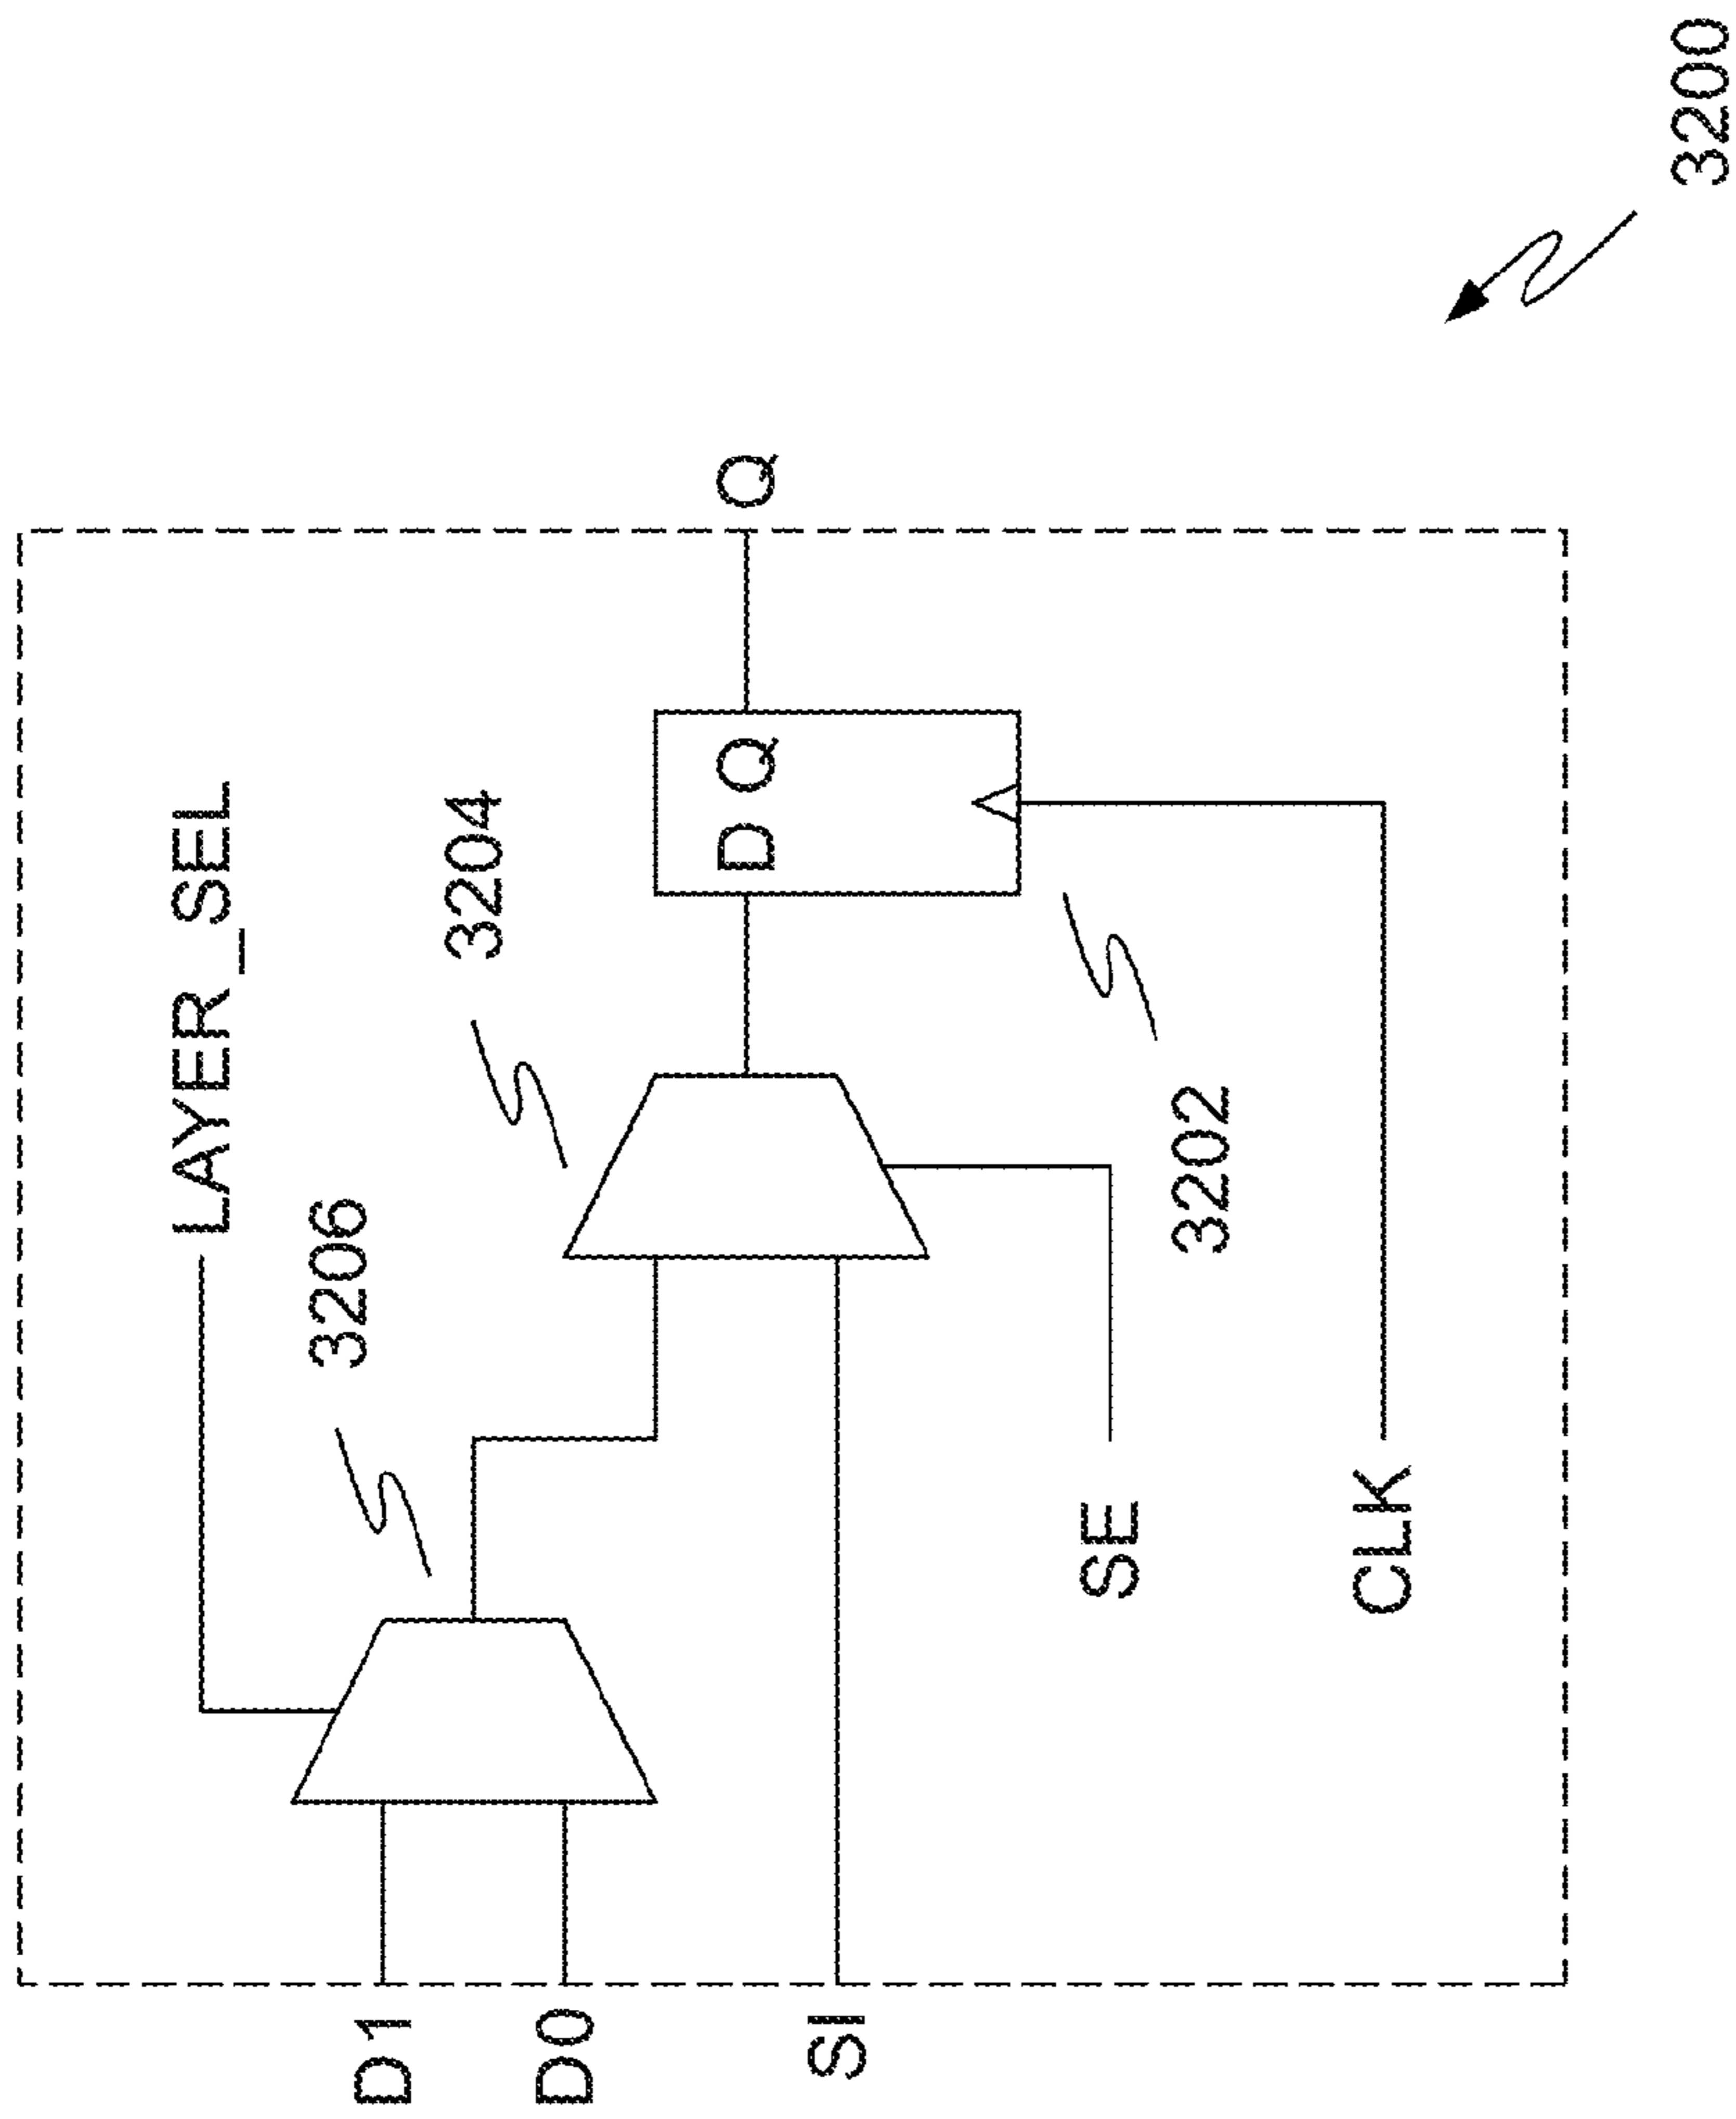 LAYER_SEL
3206
3204
D1
D0
SI
D Q
Q
SE
3202
CLK
3200